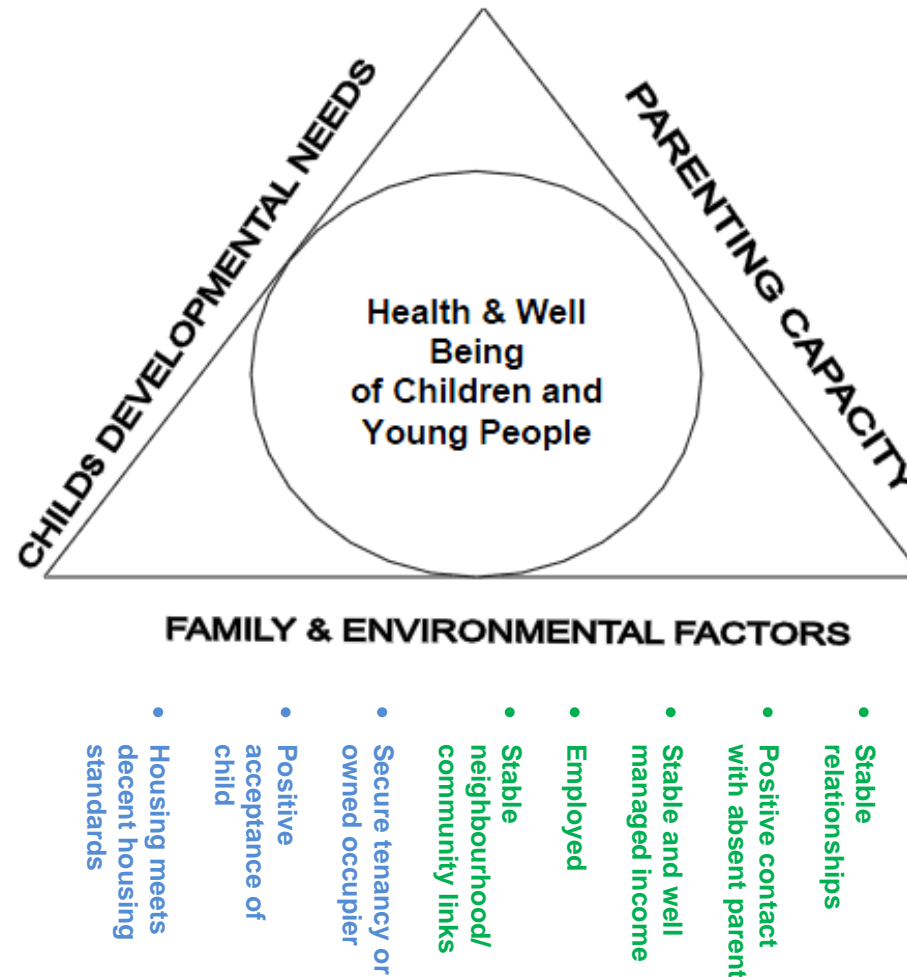 CHILDS DEVELOPMENTAL NEEDS
PARENTING CAPACITY
Health & Well
Being
of Children and
Young People
FAMILY & ENVIRONMENTAL FACTORS
• Housing meets
decent housing
standards
• Positive
acceptance of
child
• Secure tenancy or
owned occupier
• Stable
neighbourhood/
community links
• Employed
• Stable and well
managed income
• Positive contact
with absent parent
• Stable
relationships